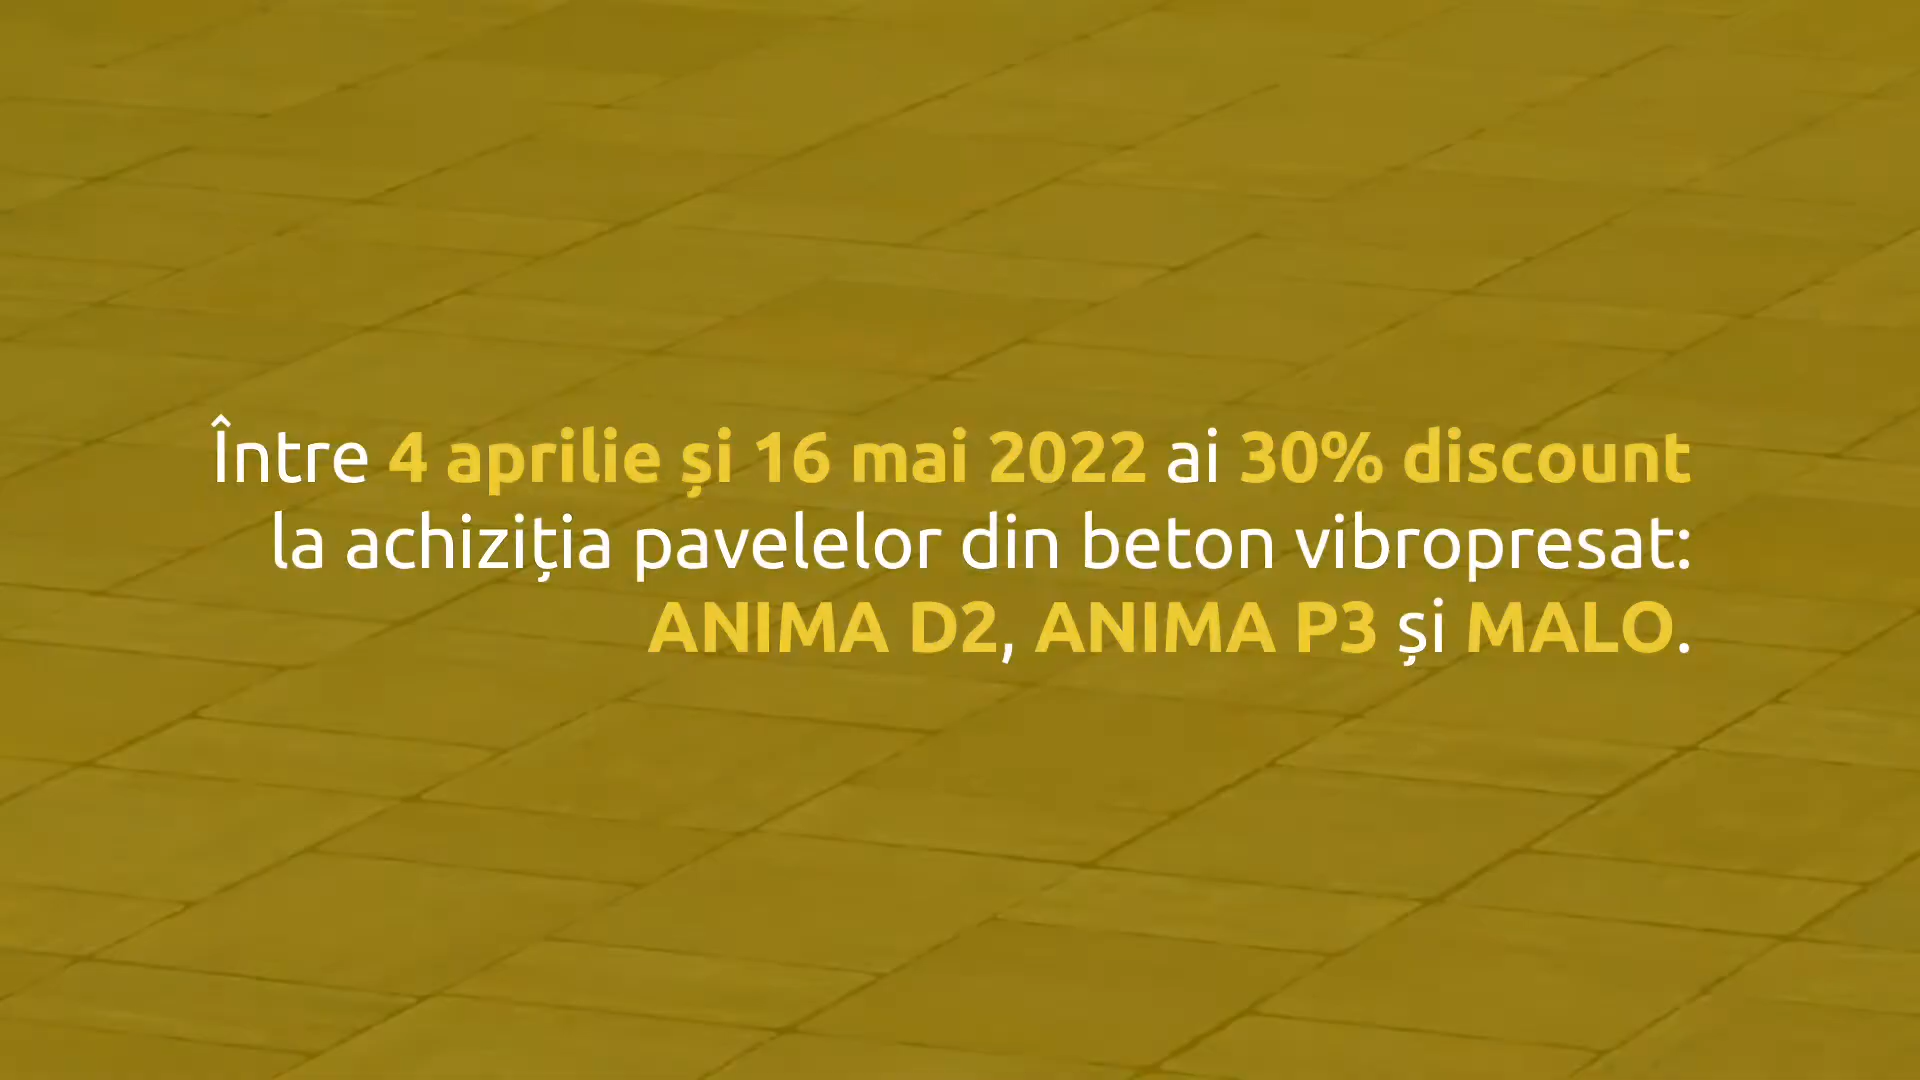 Între 4 aprilie și 16 mai 2022 ai 30% discount
la achiziția pavelelor din beton vibropresat:
ANIMA D2, ANIMA P3 și MALO.